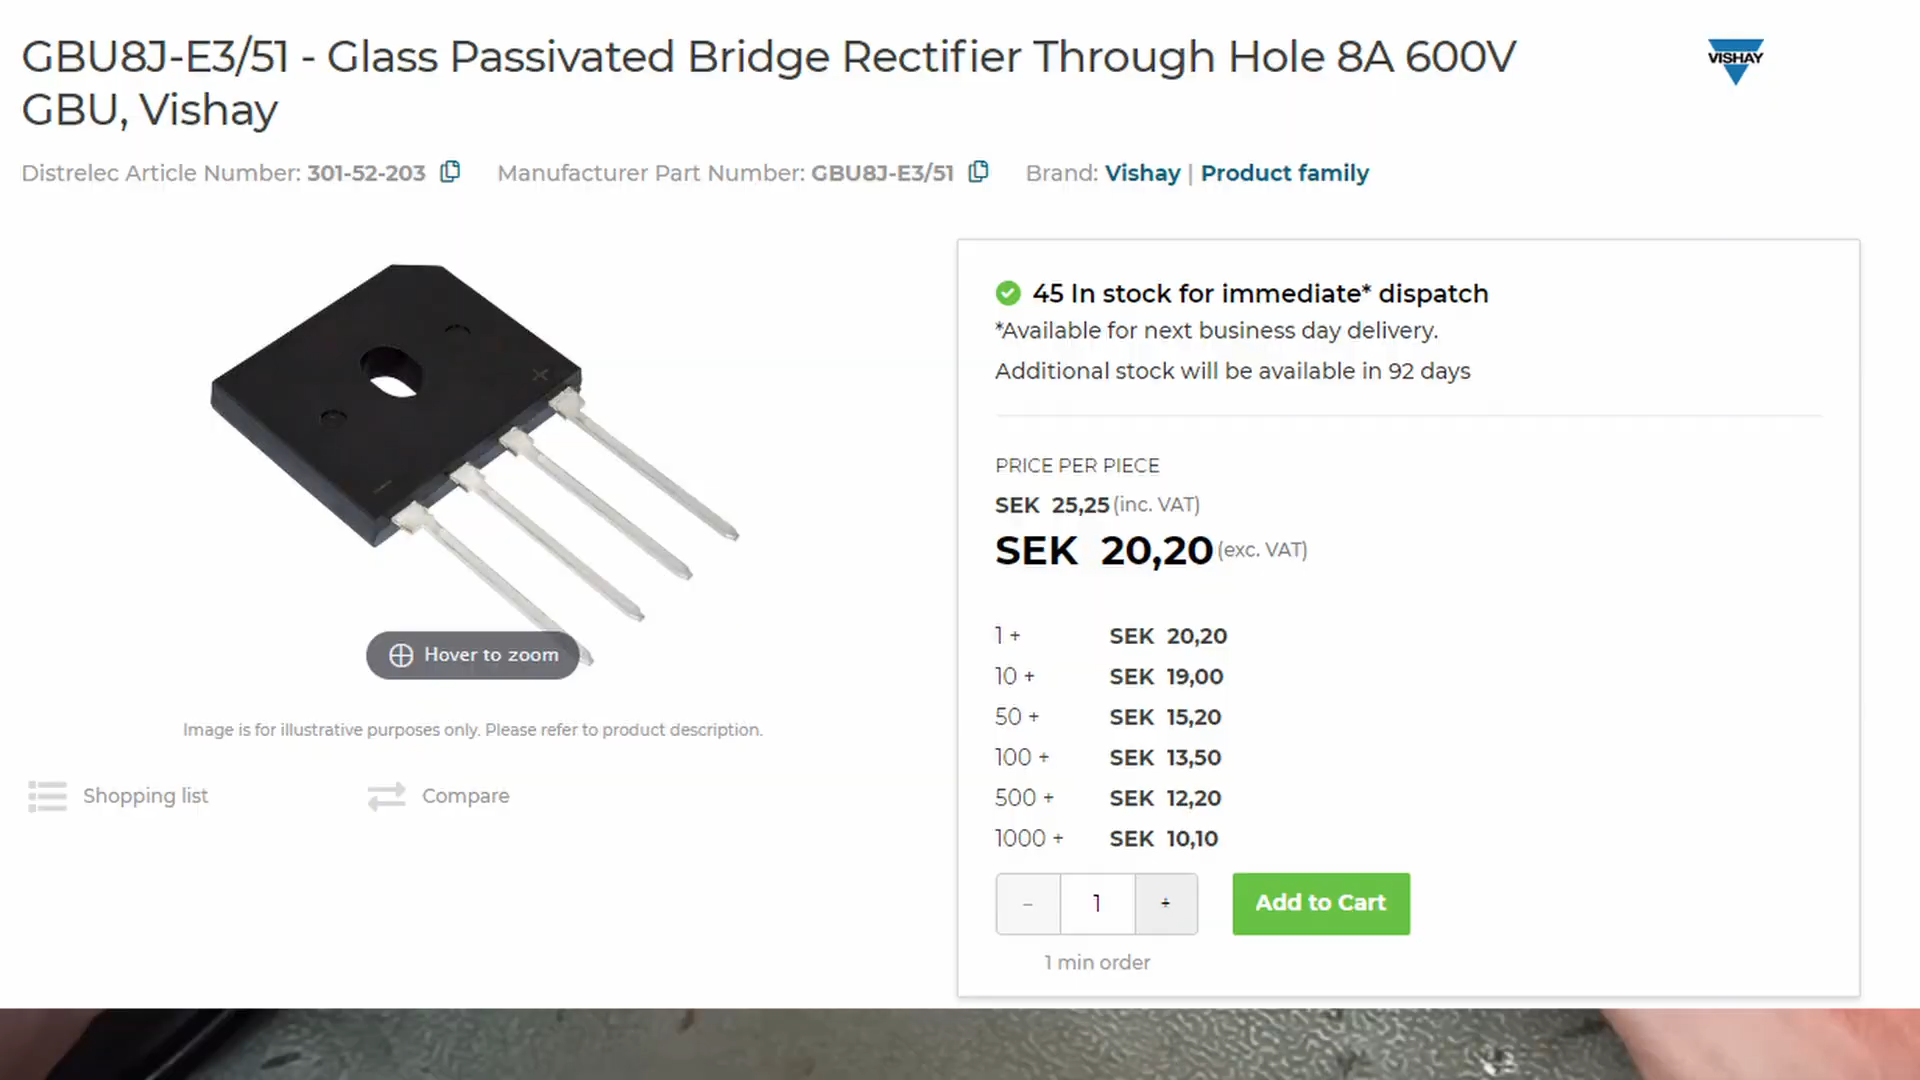 GBU8J-E3/51 - Glass Passivated Bridge Rectifier Through Hole 8A 600V
GBU, Vishay
VISHAY
Distrelec Article Number: 301-52-203
Manufacturer Part Number: GBU8J-E3/51
Brand: Vishay | Product family
45 In stock for immediate* dispatch
*Available for next business day delivery.
Additional stock will be available in 92 days
PRICE PER PIECE
SEK 25,25 (inc. VAT)
SEK 20,20 (exc. VAT)
1 + SEK 20,20
10 + SEK 19,00
50 + SEK 15,20
100 + SEK 13,50
500 + SEK 12,20
1000 + SEK 10,10
- 1 +
Add to Cart
1 min order
Hover to zoom
Image is for illustrative purposes only. Please refer to product description.
Shopping list
Compare